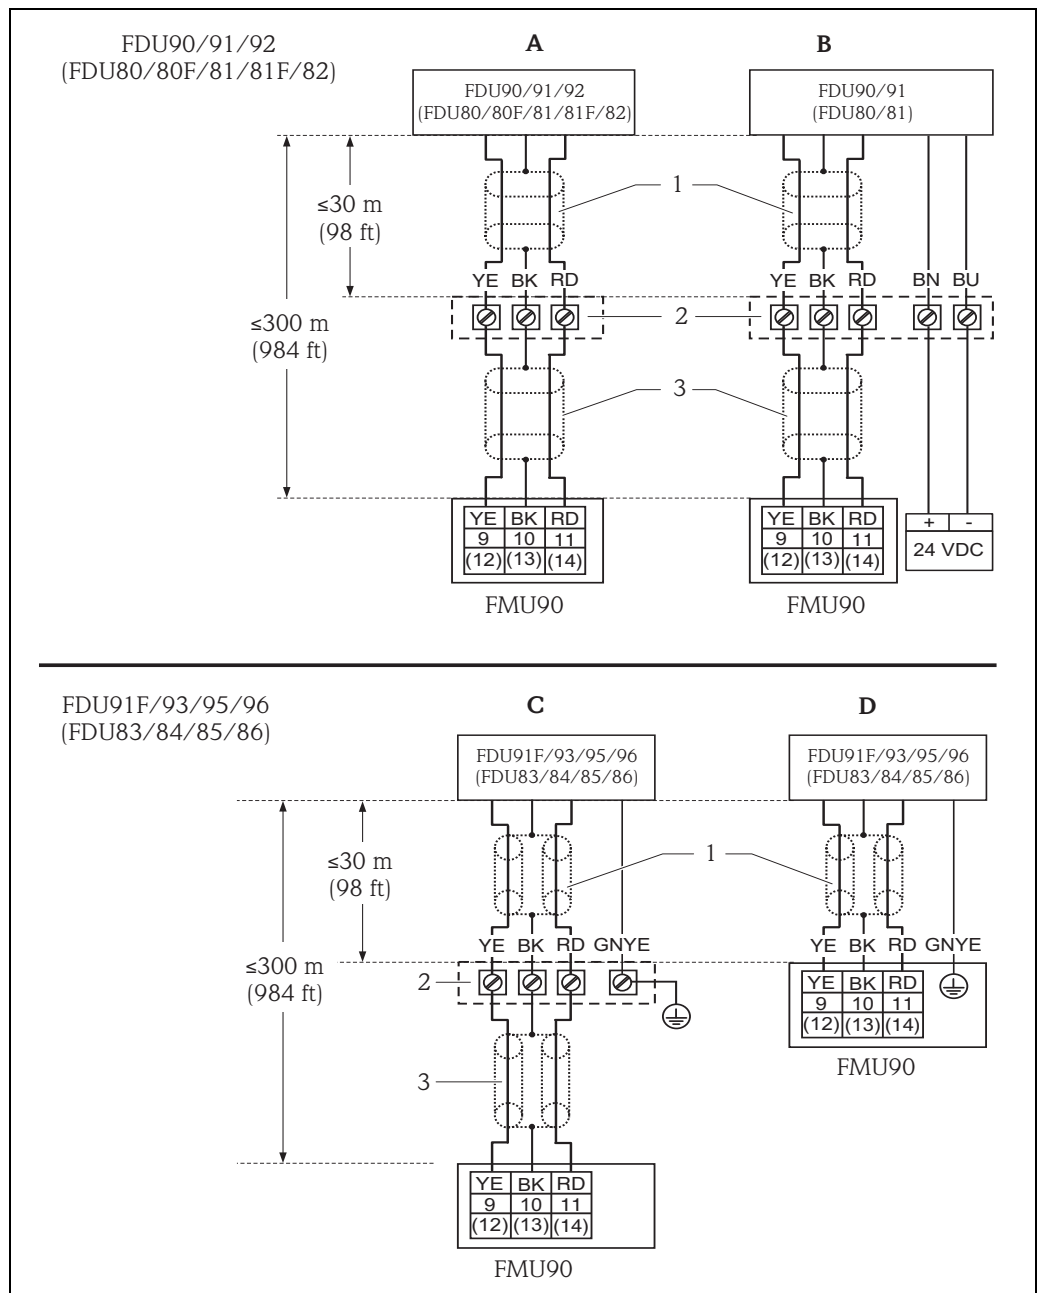 FDU90/91/92
(FDU80/80F/81/81F/82)
A
B
FDU90/91/92
(FDU80/80F/81/81F/82)
FDU90/91
(FDU80/81)
≤30 m
(98 ft)
1
YE BK RD
YE BK RD
BN BU
2
≤300 m
(984 ft)
3
YE BK RD
9 10 11
(12) (13) (14)
FMU90
YE BK RD
9 10 11
(12) (13) (14)
FMU90
+ -
24 VDC
FDU91F/93/95/96
(FDU83/84/85/86)
C
D
FDU91F/93/95/96
(FDU83/84/85/86)
FDU91F/93/95/96
(FDU83/84/85/86)
≤30 m
(98 ft)
1
YE BK RD GNYE
YE BK RD GNYE
≤300 m
(984 ft)
2
YE BK RD
9 10 11
(12) (13) (14)
FMU90
3
YE BK RD
9 10 11
(12) (13) (14)
FMU90